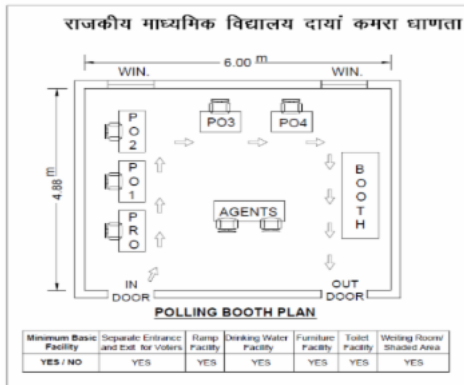 राजकीय माध्यमिक विद्यालय दायां कमरा घाणता
6.00 m
WIN. WIN.
4.88 m
PO2
PO3
PO4
PO1
PRO
AGENTS
BOOTH
IN DOOR
OUT DOOR
POLLING BOOTH PLAN
Minimum Basic Facility | Separate Entrance and Exit for Voters | Ramp Facility | Drinking Water Facility | Furniture Facility | Toilet Facility | Weiting Room/ Shaded Area
YES / NO | YES | YES | YES | YES | YES | YES